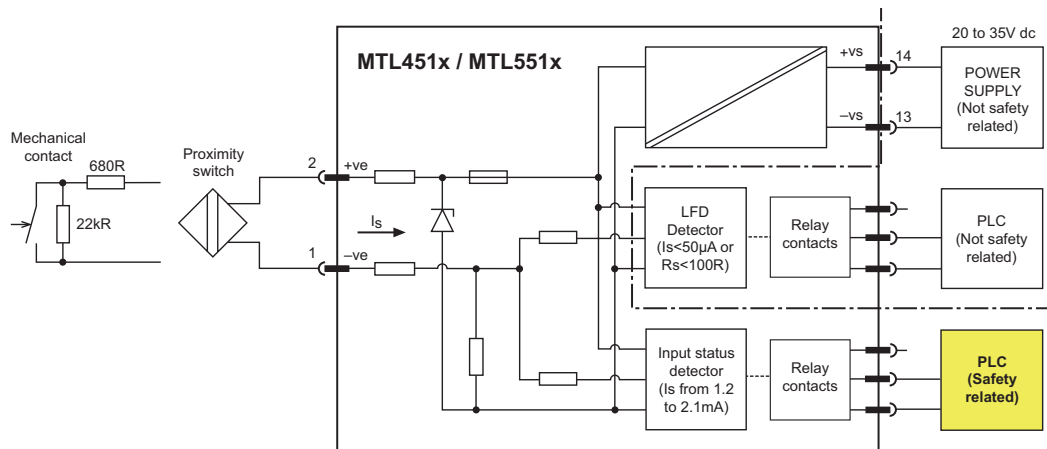 20 to 35V dc
MTL451x / MTL551x
+vs
14
POWER
SUPPLY
(Not safety
related)
–vs
13
Mechanical
contact
680R
22kR
Proximity
switch
2
+ve
Is
1
–ve
LFD
Detector
(Is<50µA or
Rs<100R)
Relay
contacts
PLC
(Not safety
related)
Input status
detector
(Is from 1.2
to 2.1mA)
Relay
contacts
PLC
(Safety
related)